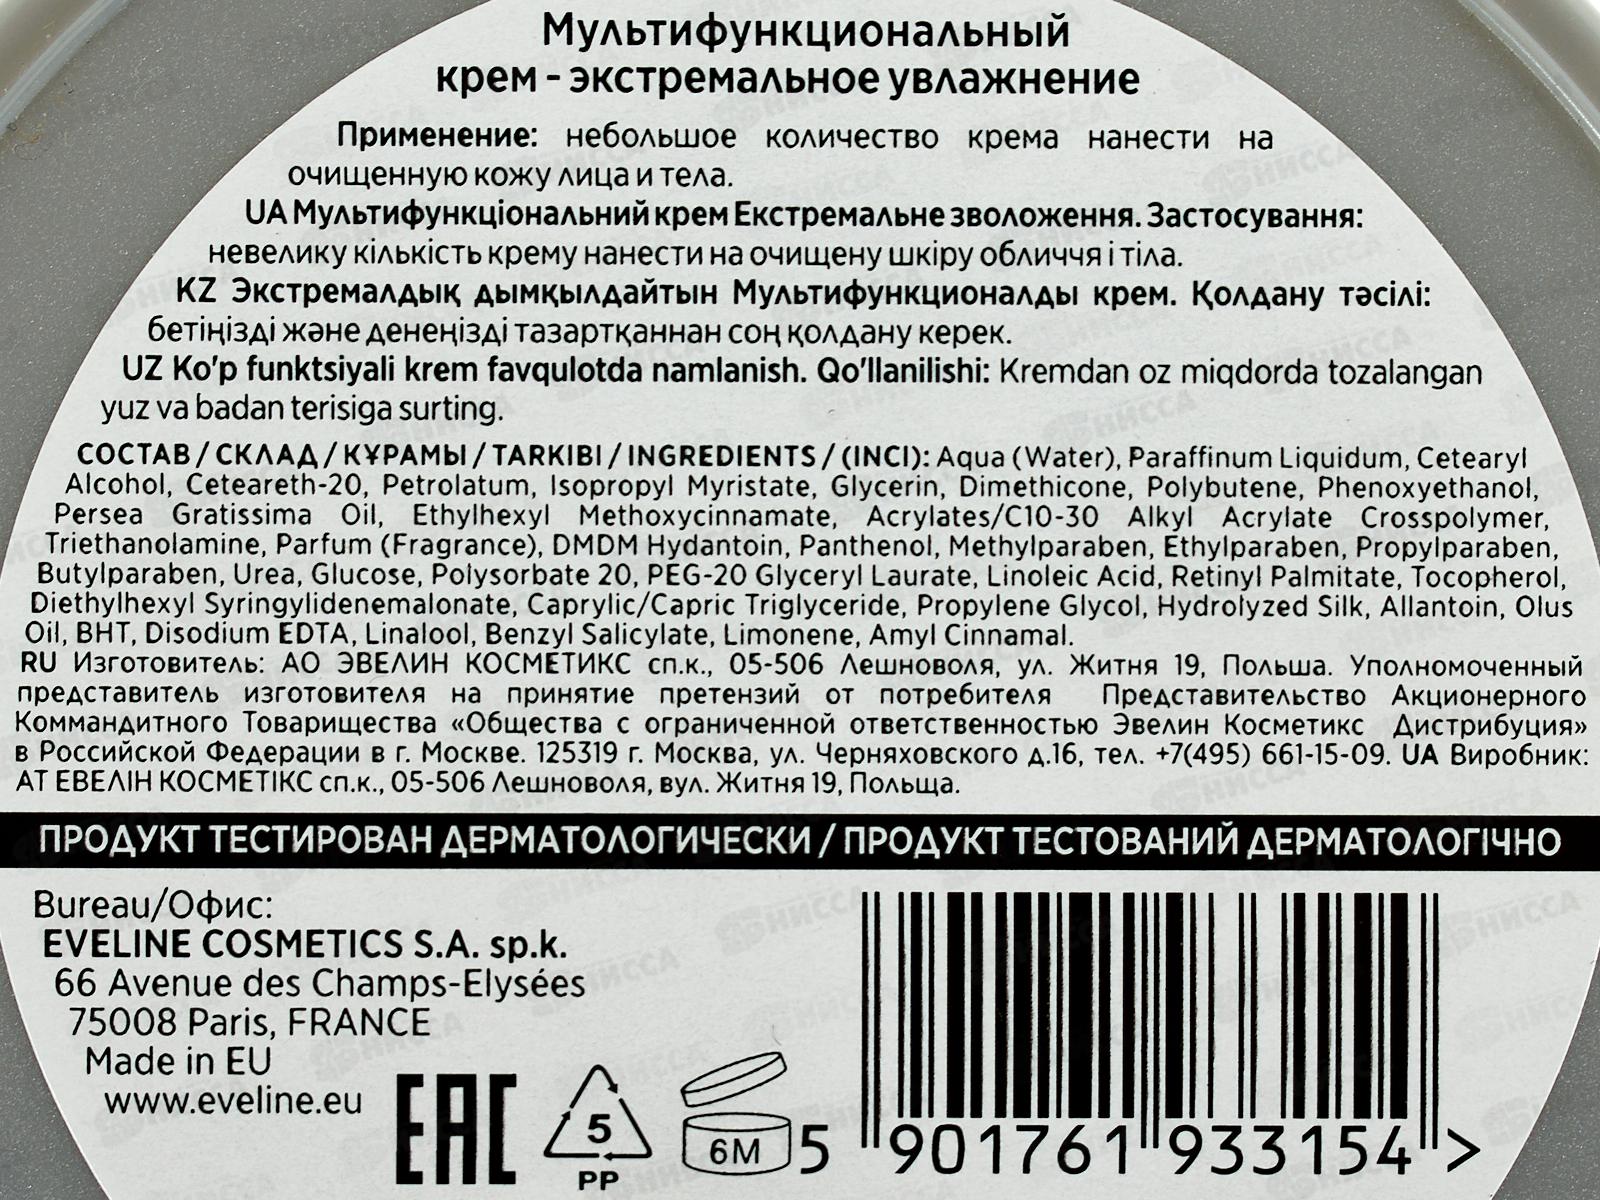 Мультифункциональный
крем - экстремальное увлажнение
Применение: небольшое количество крема нанести на
очищенную кожу лица и тела.
UA Мультифункціональний крем Екстремальне зволоження. Застосування:
невелику кількість крему нанести на очищену шкіру обличчя і тіла.
KZ Экстремалдық дымқылдайтын Мультифункционалды крем. Қолдану тәсілі:
бетіңізді және денеңізді тазартқаннан соң қолдану керек.
UZ Ko'p funktsiyali krem favqulotda namlanish. Qo'llanilishi: Kremdan oz miqdorda tozalangan
yuz va badan terisiga surting.
СОСТАВ / СКЛАД / КҰРАМЫ / TARKIBI / INGREDIENTS / (INCI): Aqua (Water), Paraffinum Liquidum, Cetearyl
Alcohol, Ceteareth-20, Petrolatum, Isopropyl Myristate, Glycerin, Dimethicone, Polybutene, Phenoxyethanol,
Persea Gratissima Oil, Ethylhexyl Methoxycinnamate, Acrylates/C10-30 Alkyl Acrylate Crosspolymer,
Triethanolamine, Parfum (Fragrance), DMDM Hydantoin, Panthenol, Methylparaben, Ethylparaben, Propylparaben,
Butylparaben, Urea, Glucose, Polysorbate 20, PEG-20 Glyceryl Laurate, Linoleic Acid, Retinyl Palmitate, Tocopherol,
Diethylhexyl Syringylidenemalonate, Caprylic/Capric Triglyceride, Propylene Glycol, Hydrolyzed Silk, Allantoin, Olus
Oil, BHT, Disodium EDTA, Linalool, Benzyl Salicylate, Limonene, Amyl Cinnamal.
RU Изготовитель: АО ЭВЕЛИН КОСМЕТИКС сп.к., 05-506 Лешноволя, ул. Житня 19, Польша. Уполномоченный
представитель изготовителя на принятие претензий от потребителя Представительство Акционерного
Коммандитного Товарищества «Общества с ограниченной ответственностью Эвелин Косметикс Дистрибуция»
в Российской Федерации в г. Москве. 125319 г. Москва, ул. Черняховского д.16, тел. +7(495) 661-15-09. UA Виробник:
АТ ЕВЕЛІН КОСМЕТІКС сп.к., 05-506 Лешноволя, вул. Житня 19, Польща.
ПРОДУКТ ТЕСТИРОВАН ДЕРМАТОЛОГИЧЕСКИ / ПРОДУКТ ТЕСТОВАНИЙ ДЕРМАТОЛОГІЧНО
Bureau/Офис:
EVELINE COSMETICS S.A. sp.k.
66 Avenue des Champs-Elysées
75008 Paris, FRANCE
Made in EU
www.eveline.eu
EAC
5
PP
6M
5 901761 933154 >
НИССА